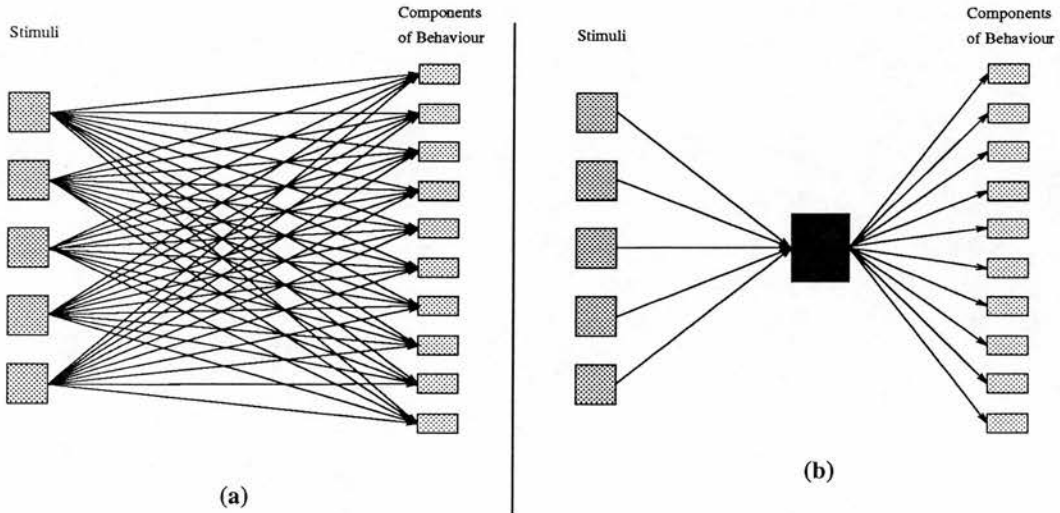 Stimuli
Components
of Behaviour
(a)
Stimuli
Components
of Behaviour
(b)